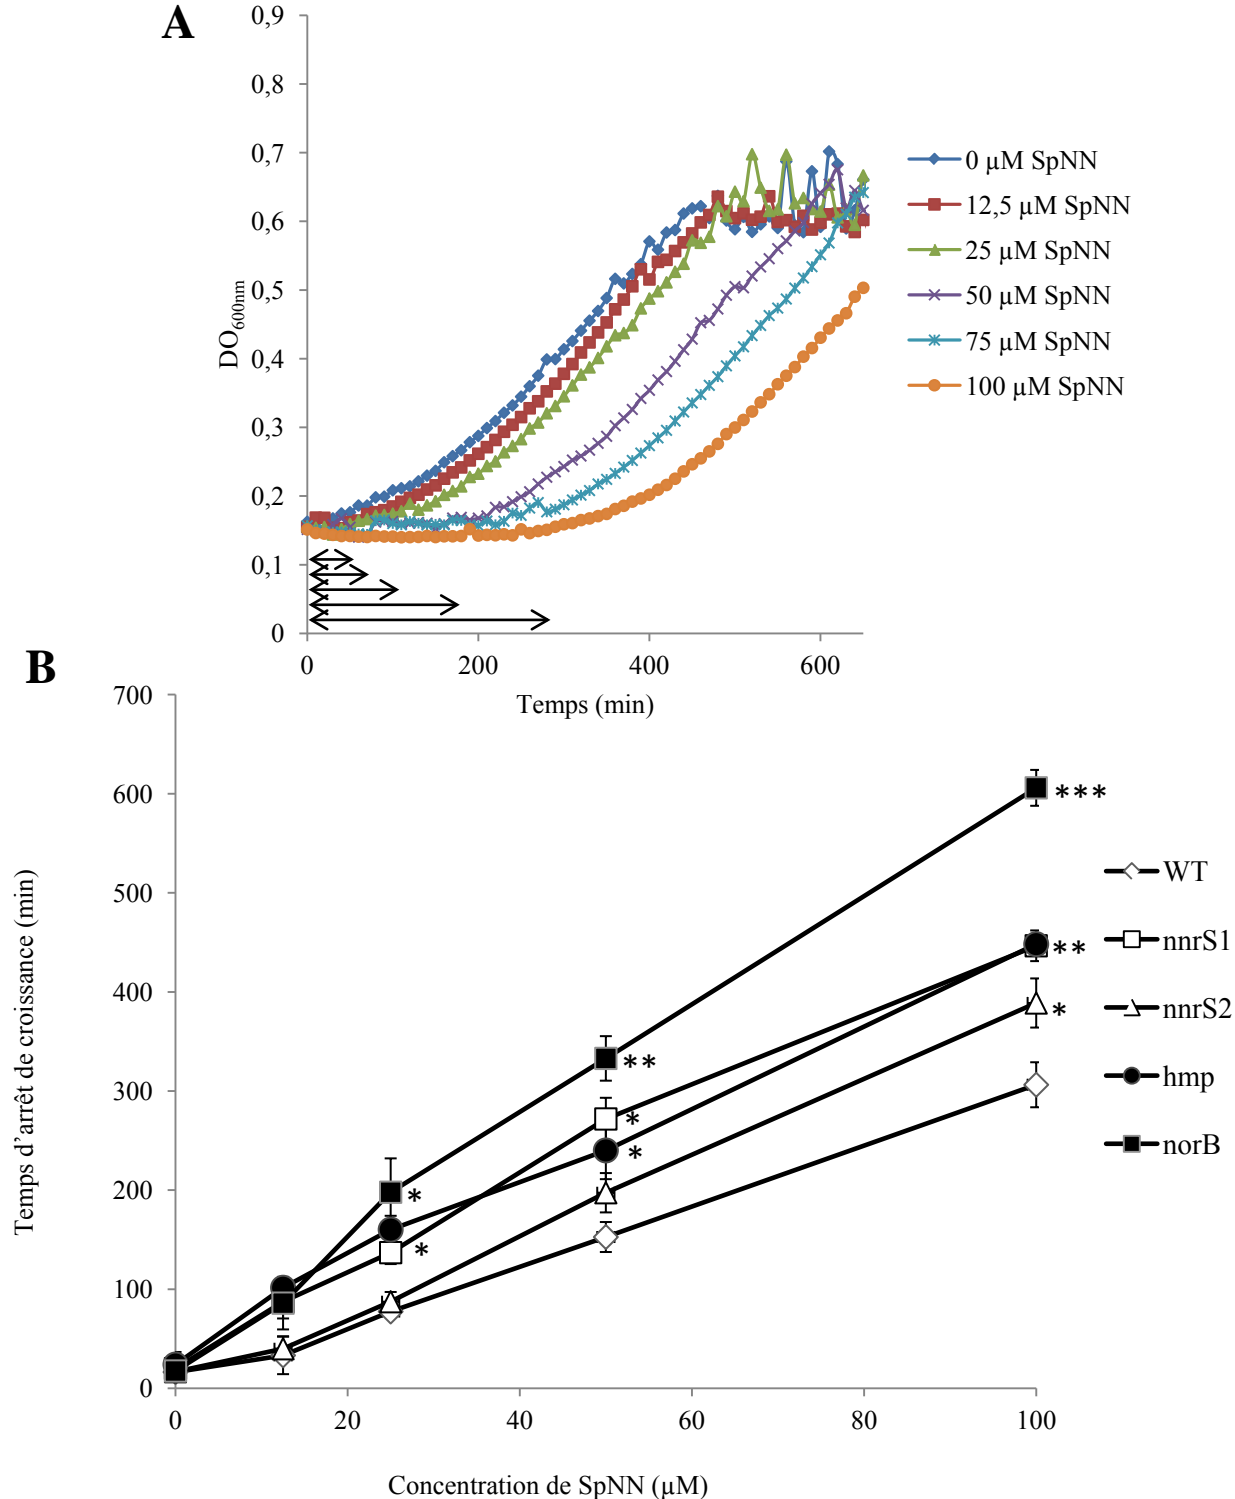 A
0,9
0,8
0,7
0,6
0,5
0,4
0,3
0,2
0,1
0
DO600nm
0 200 400 600
Temps (min)
0 µM SpNN
12,5 µM SpNN
25 µM SpNN
50 µM SpNN
75 µM SpNN
100 µM SpNN
B
700
600
500
400
300
200
100
0
Temps d'arrêt de croissance (min)
0 20 40 60 80 100
Concentration de SpNN (µM)
***
**
*
**
*
*
*
*
WT
nnrS1
nnrS2
hmp
norB